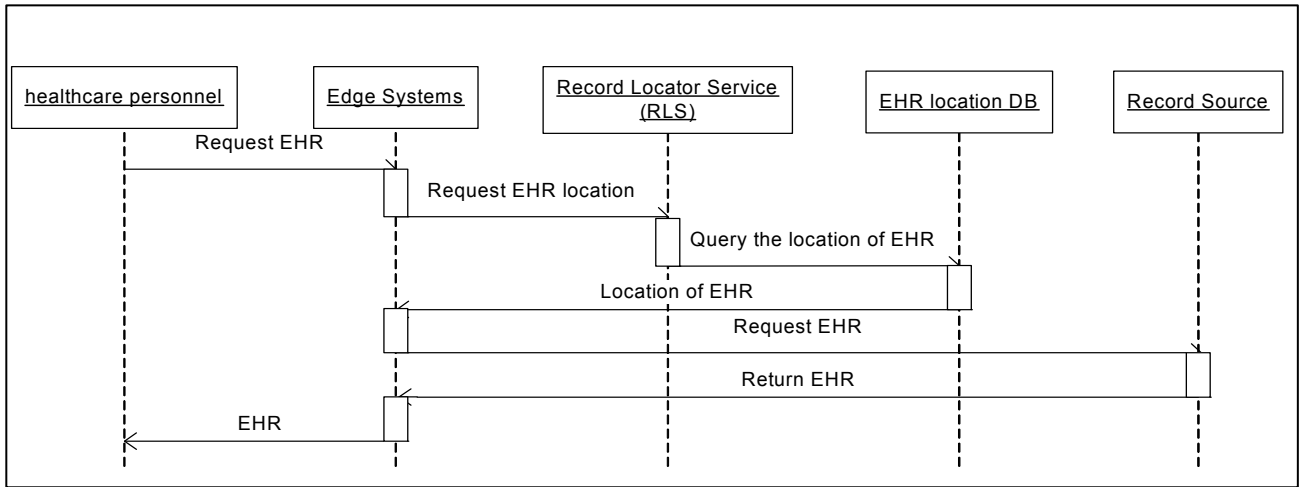 healthcare personnel
Edge Systems
Record Locator Service
(RLS)
EHR location DB
Record Source
Request EHR
Request EHR location
Query the location of EHR
Location of EHR
Request EHR
Return EHR
EHR